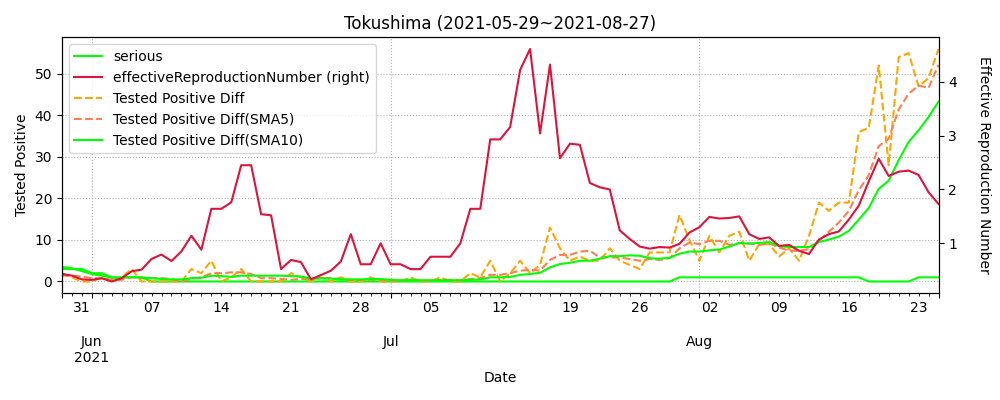 Tokushima (2021-05-29~2021-08-27)
serious
effectiveReproductionNumber (right)
Tested Positive Diff
Tested Positive Diff(SMA5)
Tested Positive Diff(SMA10)
Tested Positive
50
40
30
20
10
0
4
3
2
1
Effective Reproduction Number
31 07 14 21 28 05 12 19 26 02 09 16 23
Jun Jul Aug
2021
Date